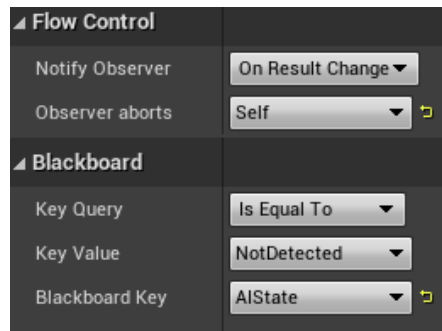 Flow Control
Notify Observer On Result Change
Observer aborts Self
Blackboard
Key Query Is Equal To
Key Value NotDetected
Blackboard Key AIState